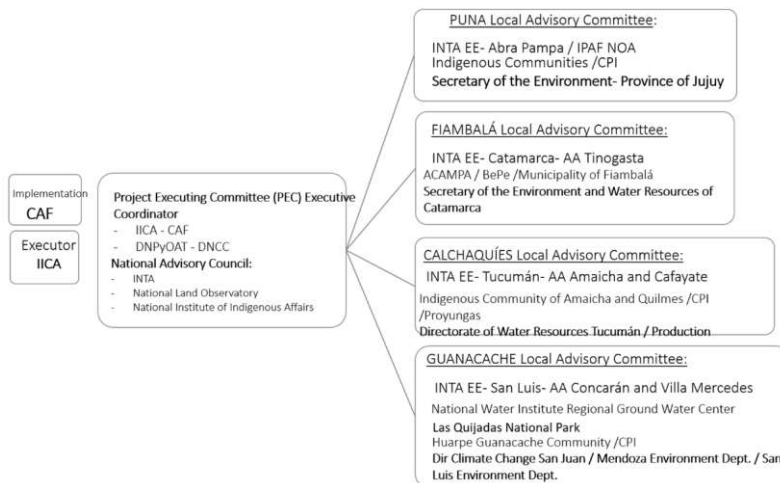 Implementation
CAF
Executor
IICA
Project Executing Committee (PEC) Executive
Coordinator
- IICA - CAF
- DNPyOAT - DNCC
National Advisory Council:
- INTA
- National Land Observatory
- National Institute of Indigenous Affairs
PUNA Local Advisory Committee:
INTA EE- Abra Pampa / IPAF NOA
Indigenous Communities /CPI
Secretary of the Environment- Province of Jujuy
FIAMBALÁ Local Advisory Committee:
INTA EE- Catamarca- AA Tinogasta
ACAMPA / BePe /Municipality of Fiambalá
Secretary of the Environment and Water Resources of
Catamarca
CALCHAQUÍES Local Advisory Committee:
INTA EE- Tucumán- AA Amaicha and Cafayate
Indigenous Community of Amaicha and Quilmes /CPI
/Proyungas
Directorate of Water Resources Tucumán / Production
GUANACACHE Local Advisory Committee:
INTA EE- San Luis- AA Concarán and Villa Mercedes
National Water Institute Regional Ground Water Center
Las Quijadas National Park
Huarpe Guanacache Community /CPI
Dir Climate Change San Juan / Mendoza Environment Dept. / San
Luis Environment Dept.